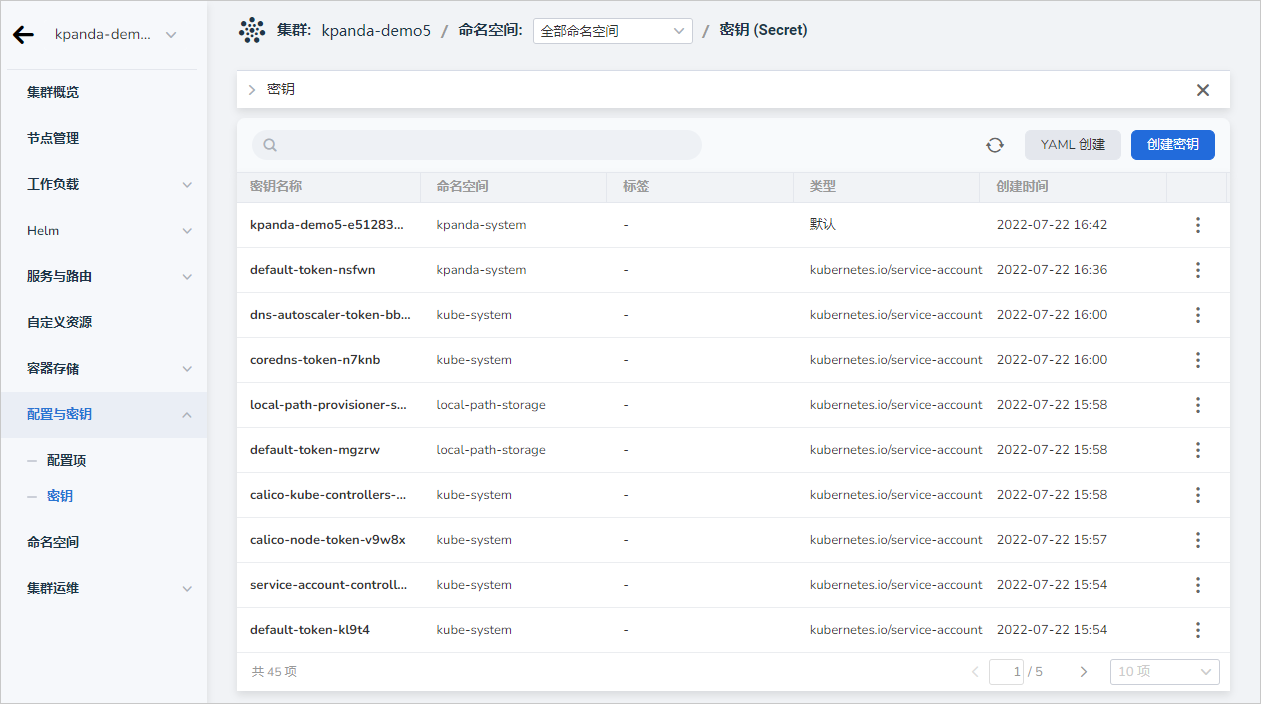 kpanda-dem...
集群概览
节点管理
工作负载
Helm
服务与路由
自定义资源
容器存储
配置与密钥
配置项
密钥
命名空间
集群运维
集群: kpanda-demo5 / 命名空间: 全部命名空间 / 密钥 (Secret)
密钥
YAML 创建 创建密钥
密钥名称 命名空间 标签 类型 创建时间
kpanda-demo5-e51283... kpanda-system - 默认 2022-07-22 16:42
default-token-nsfwn kpanda-system - kubernetes.io/service-account 2022-07-22 16:36
dns-autoscaler-token-bb... kube-system - kubernetes.io/service-account 2022-07-22 16:00
coredns-token-n7knb kube-system - kubernetes.io/service-account 2022-07-22 16:00
local-path-provisioner-s... local-path-storage - kubernetes.io/service-account 2022-07-22 15:58
default-token-mgzrw local-path-storage - kubernetes.io/service-account 2022-07-22 15:58
calico-kube-controllers-... kube-system - kubernetes.io/service-account 2022-07-22 15:58
calico-node-token-v9w8x kube-system - kubernetes.io/service-account 2022-07-22 15:57
service-account-controll... kube-system - kubernetes.io/service-account 2022-07-22 15:54
default-token-kl9t4 kube-system - kubernetes.io/service-account 2022-07-22 15:54
共 45 项 1 / 5 10 项